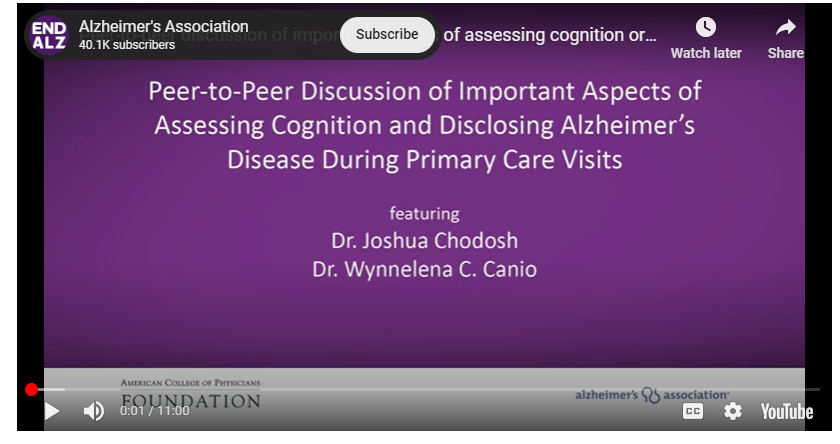 END
ALZ
Alzheimer's Association
40.1K subscribers
Subscribe
discussion of impor
of assessing cognition or...
Watch later
Share
Peer-to-Peer Discussion of Important Aspects of
Assessing Cognition and Disclosing Alzheimer's
Disease During Primary Care Visits
featuring
Dr. Joshua Chodosh
Dr. Wynnelena C. Canio
AMERICAN COLLEGE OF PHYSICIANS
FOUNDATION
alzheimer's association
0:01 / 11:00
CC
YouTube